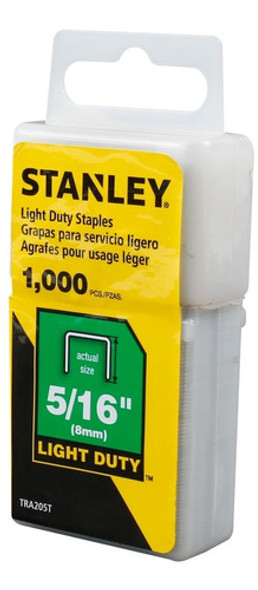 STANLEY®
Light Duty Staples
Grapas para servicio ligero
Agrafes pour usage léger
1,000 PCS./PZAS.
actual
size
5/16"
(8mm)
LIGHT DUTY™
TRA205T